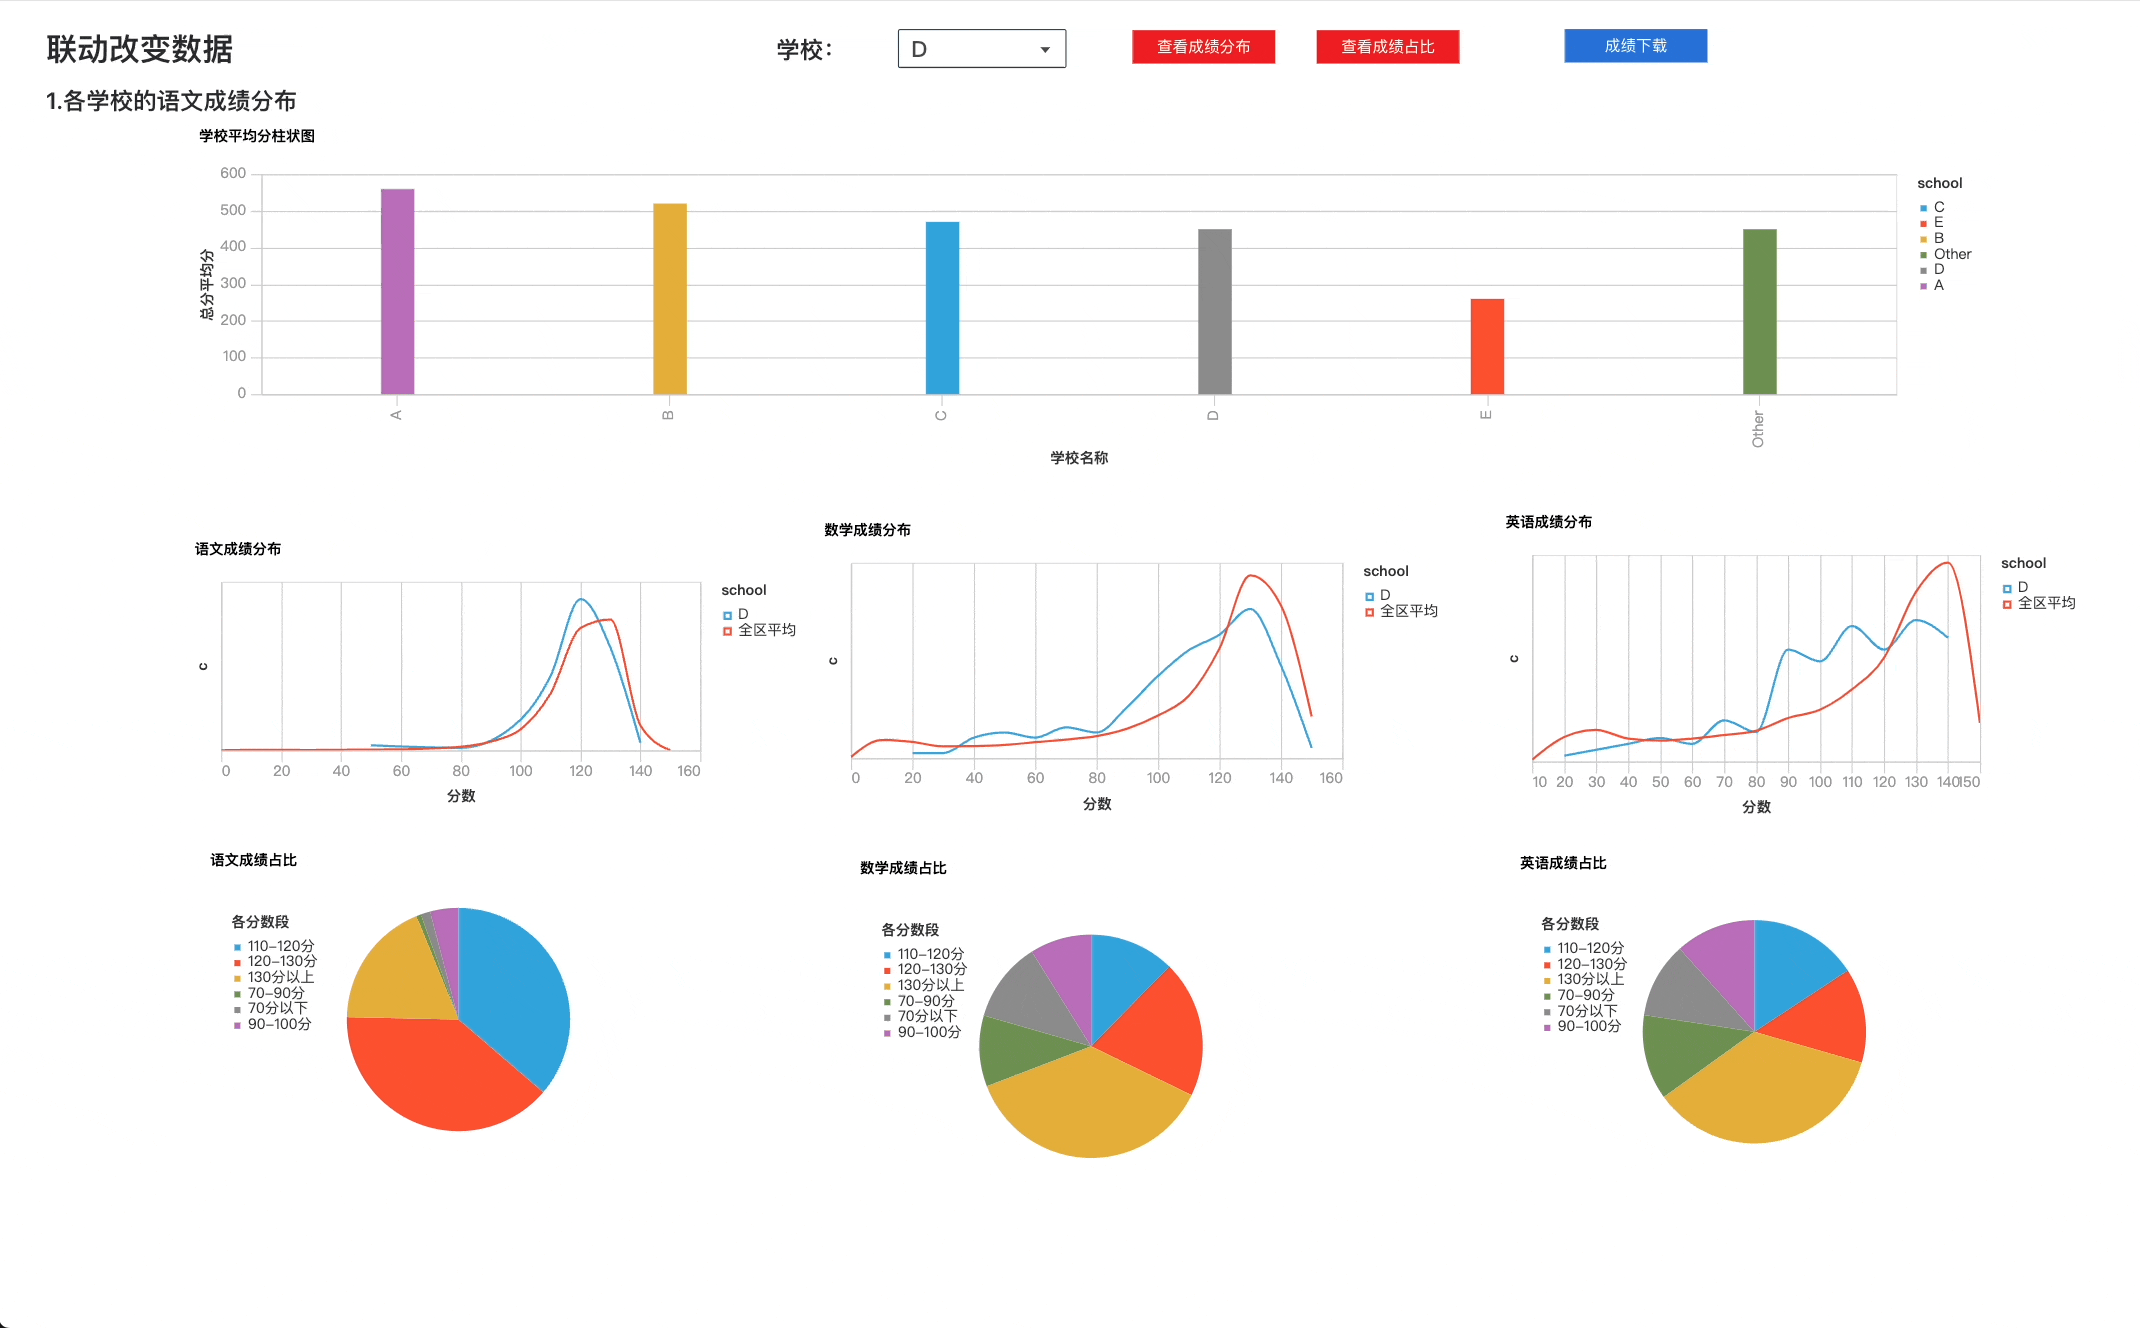 联动改变数据
学校：
D
查看成绩分布
查看成绩占比
成绩下载
1.各学校的语文成绩分布
学校平均分柱状图
总分平均分
600
500
400
300
200
100
0
A
B
C
D
E
Other
学校名称
school
C
E
B
Other
D
A
语文成绩分布
c
0 20 40 60 80 100 120 140 160
分数
school
D
全区平均
数学成绩分布
c
0 20 40 60 80 100 120 140 160
分数
school
D
全区平均
英语成绩分布
c
10 20 30 40 50 60 70 80 90 100 110 120 130 140 150
分数
school
D
全区平均
语文成绩占比
各分数段
110-120分
120-130分
130分以上
70-90分
70分以下
90-100分
数学成绩占比
各分数段
110-120分
120-130分
130分以上
70-90分
70分以下
90-100分
英语成绩占比
各分数段
110-120分
120-130分
130分以上
70-90分
70分以下
90-100分